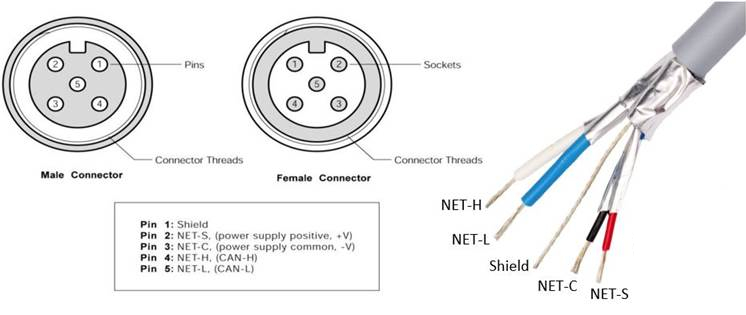 2
1
5
3
4
Pins
Connector Threads
Male Connector
1
2
5
4
3
Sockets
Connector Threads
Female Connector
Pin 1: Shield
Pin 2: NET-S, (power supply positive, +V)
Pin 3: NET-C, (power supply common, -V)
Pin 4: NET-H, (CAN-H)
Pin 5: NET-L, (CAN-L)
NET-H
NET-L
Shield
NET-C
NET-S